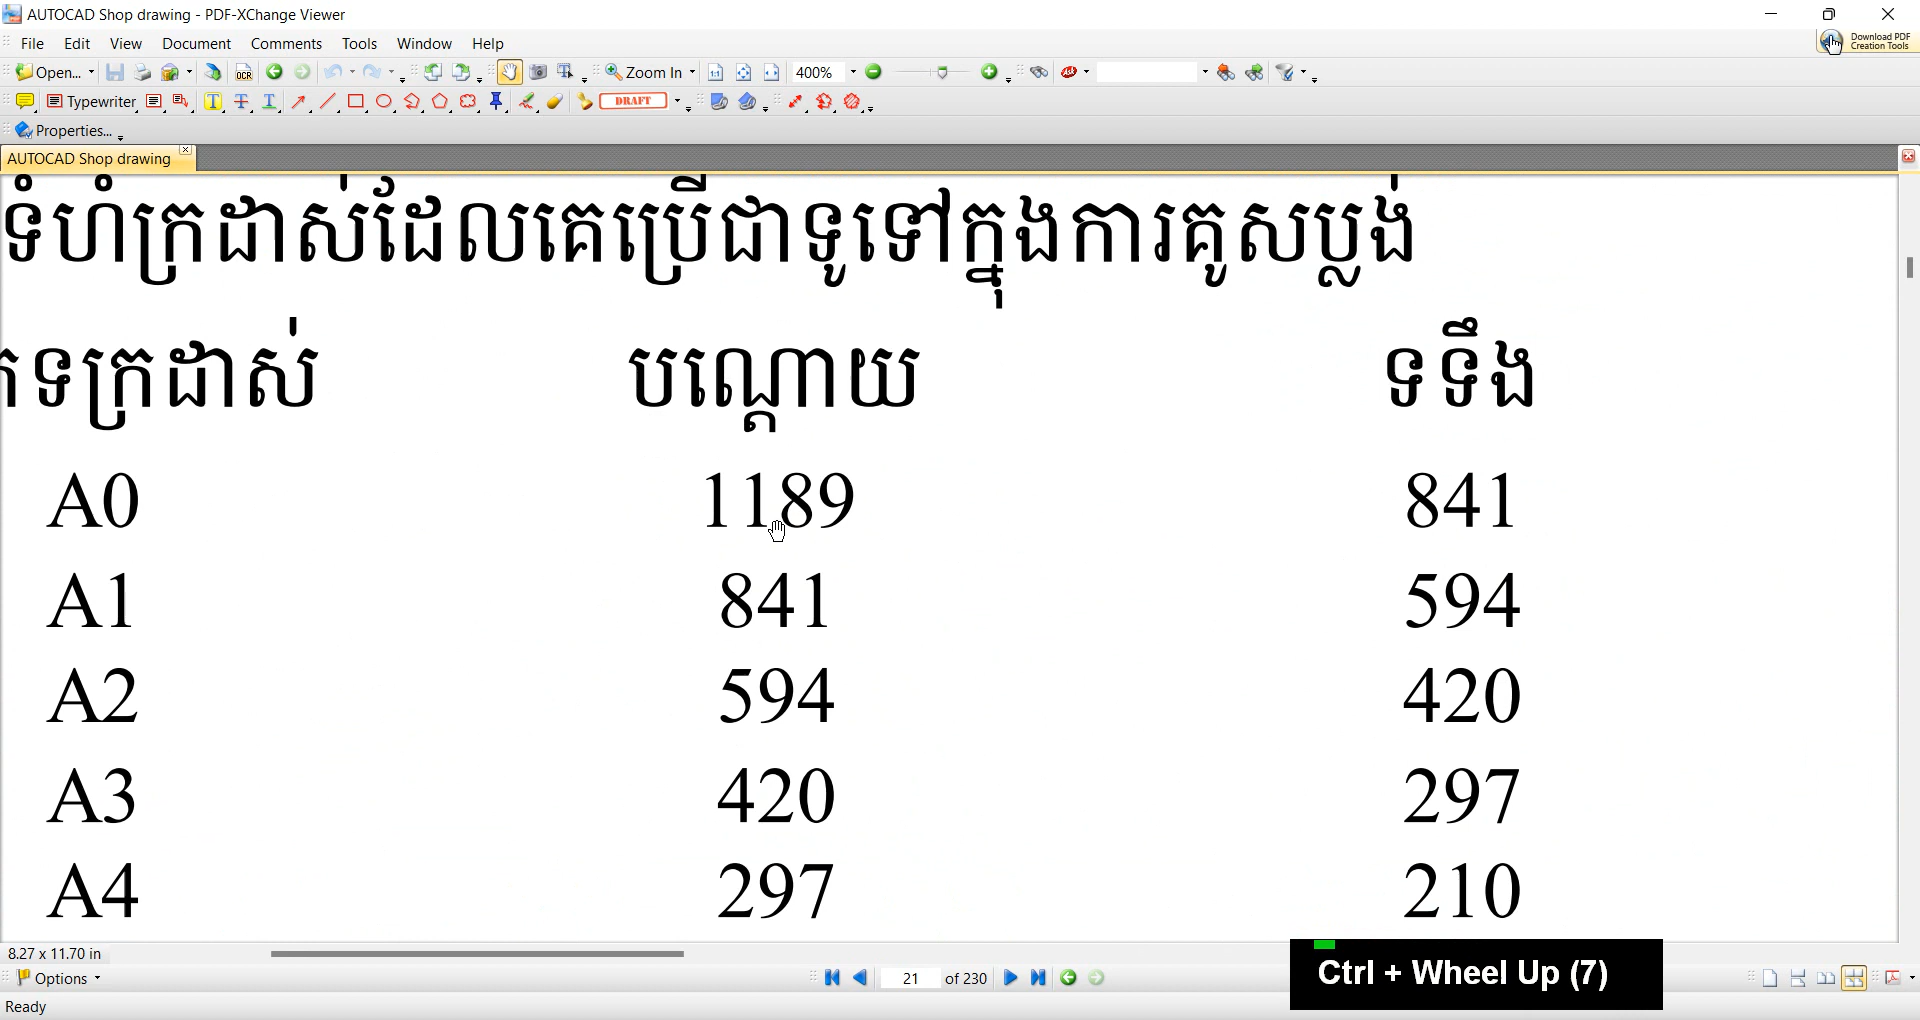 AUTOCAD Shop drawing - PDF-XChange Viewer
File Edit View Document Comments Tools Window Help
Download PDF
Creation Tools
Open... OCR Zoom In 400%
Typewriter DRAFT
Properties...
AUTOCAD Shop drawing
ទំហំក្រដាស់ដែលគេប្រើជាទូទៅក្នុងការគូសប្លង់
ទក្រដាស់ បណ្តោយ ទទឹង
A0 1189 841
A1 841 594
A2 594 420
A3 420 297
A4 297 210
8.27 x 11.70 in
Options 21 of 230
Ctrl + Wheel Up (7)
Ready